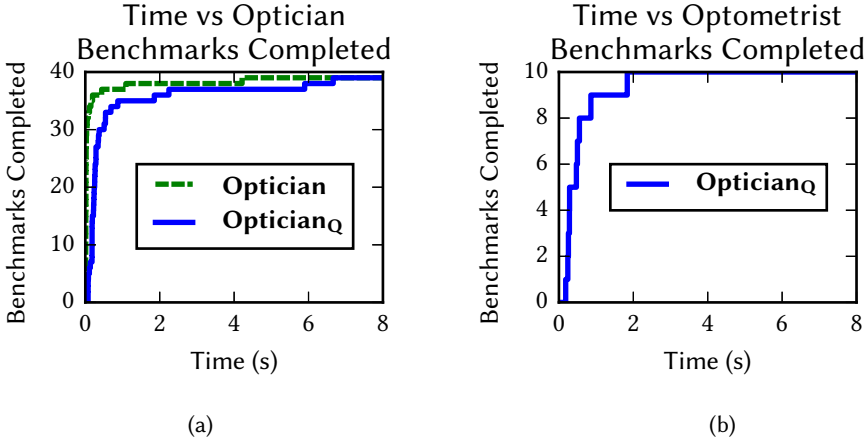 Time vs Optician
Benchmarks Completed
Benchmarks Completed
40
30
20
10
0
Optician
OpticianQ
0 2 4 6 8
Time (s)
(a)
Time vs Optometrist
Benchmarks Completed
Benchmarks Completed
10
8
6
4
2
0
OpticianQ
0 2 4 6 8
Time (s)
(b)